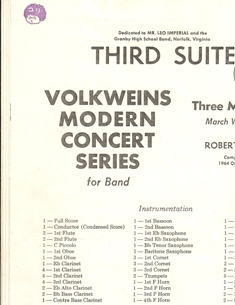 Dedicated to MR. LEO IMPERIAL and the
Granby High School Band, Norfolk, Virginia
THIRD SUITE
VOLKWEINS
MODERN
CONCERT
SERIES
for Band
Three M
March W
ROBERT
Comp
1964 O
Instrumentation
1 — Full Score
1 — Conductor (Condensed Score)
2 — 1st Flute
2 — 2nd Flute
1 — C Piccolo
1 — 1st Oboe
1 — 2nd Oboe
1 — Eb Clarinet
4 — 1st Clarinet
4 — 2nd Clarinet
4 — 3rd Clarinet
2 — Eb Alto Clarinet
2 — Bb Bass Clarinet
1 — Contra Bass Clarinet
1 — 1st Bassoon
1 — 2nd Bassoon
1 — 1st Eb Saxophone
1 — 2nd Eb Saxophone
1 — Bb Tenor Saxophone
1 — Baritone Saxophone
3 — 1st Cornet
2 — 2nd Cornet
2 — 3rd Cornet
2 — Trumpets
1 — 1st F Horn
1 — 2nd F Horn
1 — 3rd F Horn
1 — 4th F Horn